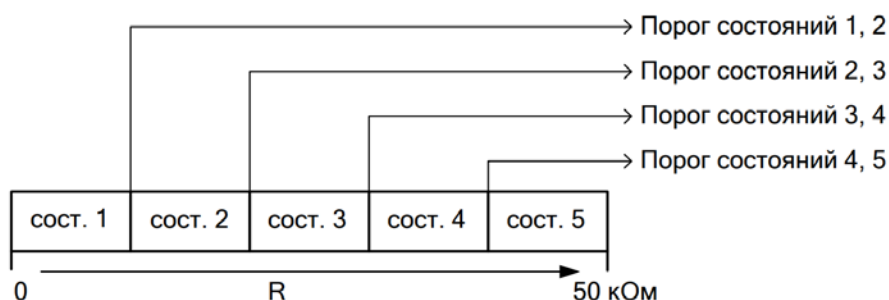 Порог состояний 1, 2
Порог состояний 2, 3
Порог состояний 3, 4
Порог состояний 4, 5
сост. 1 сост. 2 сост. 3 сост. 4 сост. 5
0 R 50 кОм